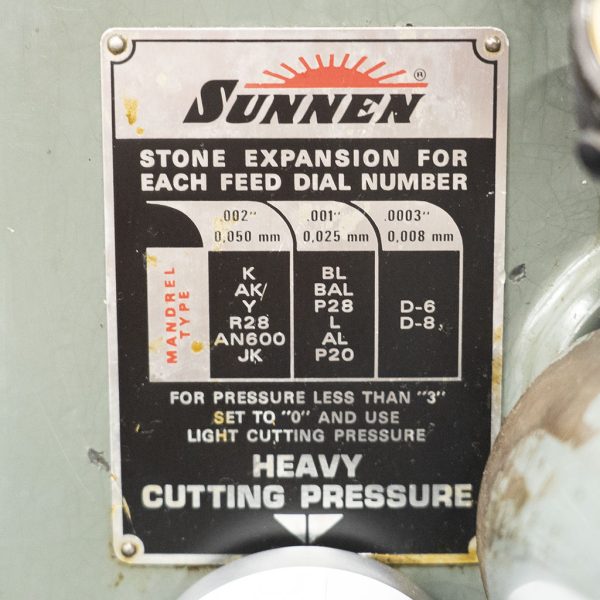 SUNNEN®
STONE EXPANSION FOR
EACH FEED DIAL NUMBER
.002" .001" .0003"
0,050 mm 0,025 mm 0,008 mm
MANDREL
TYPE
K
AK/
Y
R28
AN600
JK
BL
BAL
P28
L
AL
P20
D-6
D-8
FOR PRESSURE LESS THAN "3"
SET TO "0" AND USE
LIGHT CUTTING PRESSURE
HEAVY
CUTTING PRESSURE